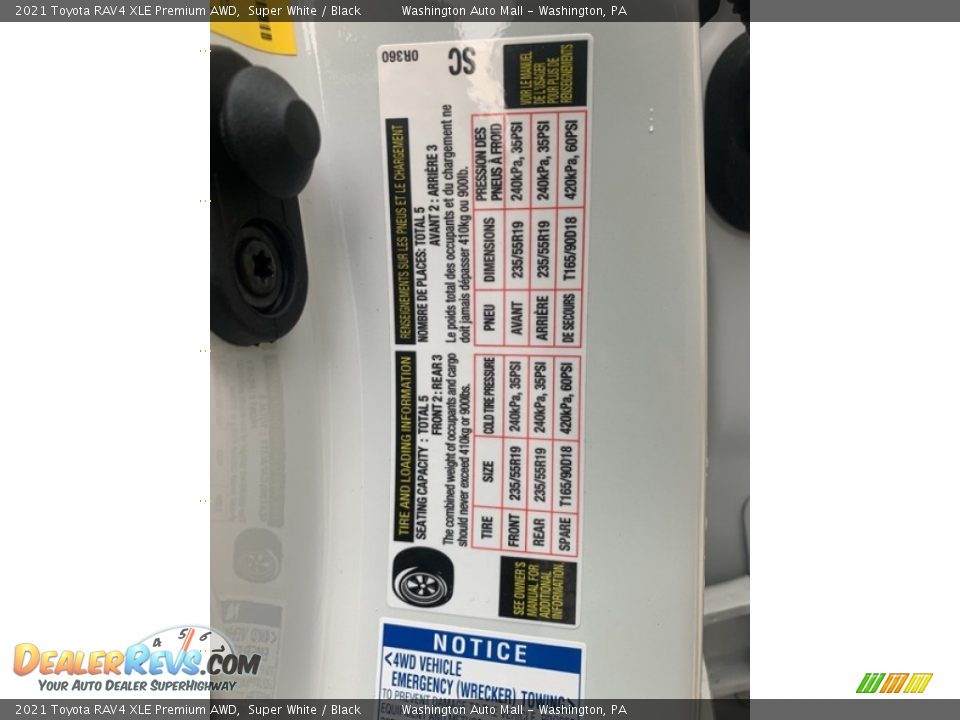 2021 Toyota RAV4 XLE Premium AWD, Super White / Black Washington Auto Mall - Washington, PA
TIRE AND LOADING INFORMATION
SEATING CAPACITY : TOTAL 5
FRONT 2 : REAR 3
The combined weight of occupants and cargo
should never exceed 410kg or 900lbs.
TIRE SIZE COLD TIRE PRESSURE
FRONT 235/55R19 240kPa, 35PSI
REAR 235/55R19 240kPa, 35PSI
SPARE T165/90D18 420kPa, 60PSI
SEE OWNER'S
MANUAL FOR
ADDITIONAL
INFORMATION
RENSEIGNEMENTS SUR LES PNEUS ET LE CHARGEMENT
NOMBRE DE PLACES: TOTAL 5
AVANT 2 : ARRIÈRE 3
Le poids total des occupants et du chargement ne
doit jamais dépasser 410kg ou 900lb.
PNEU DIMENSIONS PRESSION DES
PNEUS À FROID
AVANT 235/55R19 240kPa, 35PSI
ARRIÈRE 235/55R19 240kPa, 35PSI
DE SECOURS T165/90D18 420kPa, 60PSI
VOIR LE MANUEL
DE L'USAGER
POUR PLUS DE
RENSEIGNEMENTS
0R360
SC
NOTICE
<4WD VEHICLE
EMERGENCY (WRECKER) TOWING>
TO PREVENT DAMAGE
4 5 6
DEALERREVS.COM
YOUR AUTO DEALER SUPERHIGHWAY
2021 Toyota RAV4 XLE Premium AWD, Super White / Black Washington Auto Mall - Washington, PA